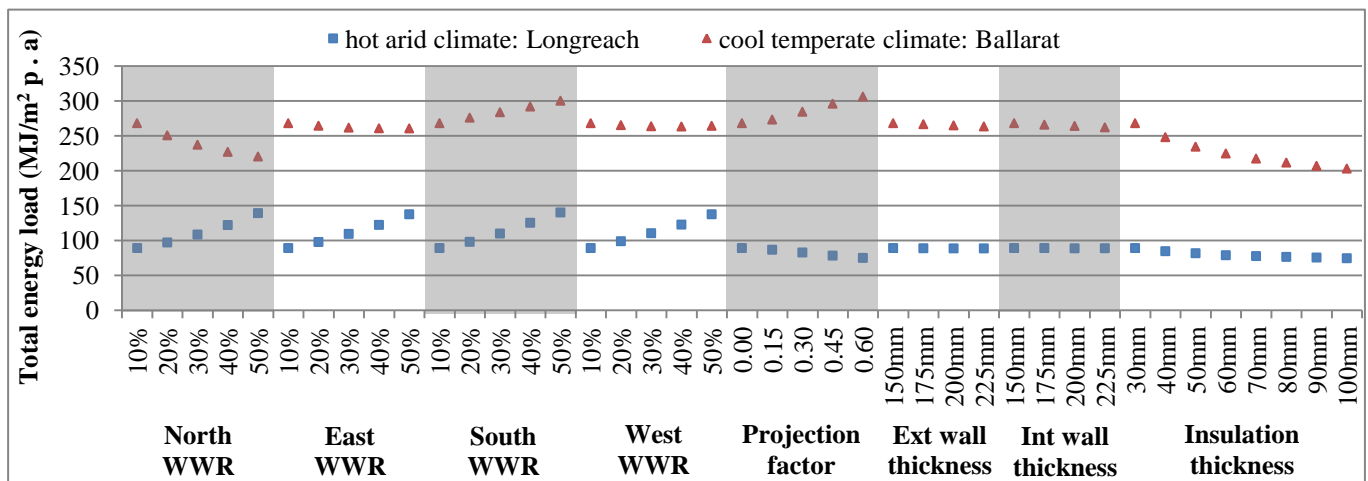 hot arid climate: Longreach cool temperate climate: Ballarat
Total energy load (MJ/m² p . a)
350
300
250
200
150
100
50
0
10% 20% 30% 40% 50% 10% 20% 30% 40% 50% 10% 20% 30% 40% 50% 10% 20% 30% 40% 50% 0.00 0.15 0.30 0.45 0.60 150mm 175mm 200mm 225mm 150mm 175mm 200mm 225mm 30mm 40mm 50mm 60mm 70mm 80mm 90mm 100mm
North East South West Projection Ext wall Int wall Insulation
WWR WWR WWR WWR factor thickness thickness thickness